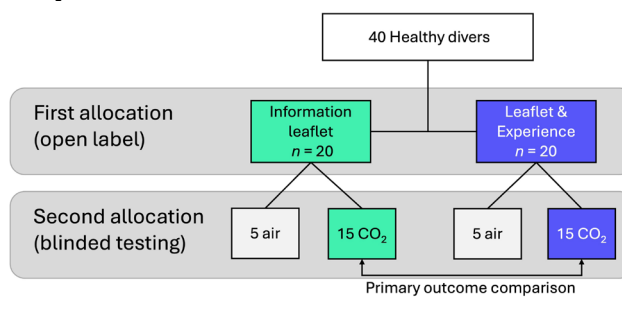 40 Healthy divers
First allocation
(open label)
Information
leaflet
n = 20
Leaflet &
Experience
n = 20
Second allocation
(blinded testing)
5 air
15 CO₂
5 air
15 CO₂
Primary outcome comparison